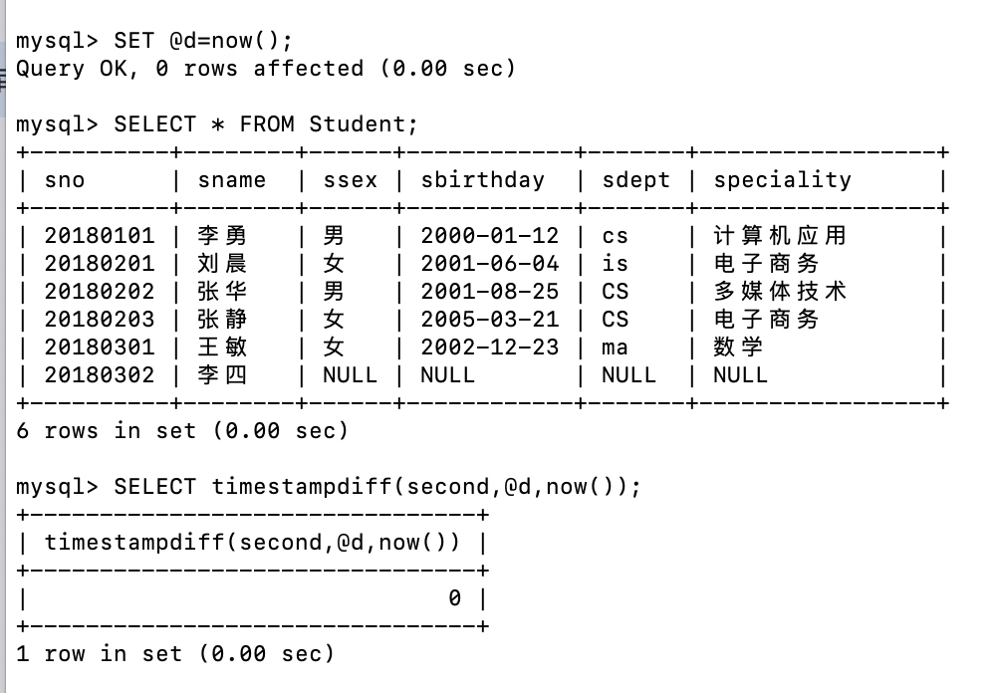 mysql> SET @d=now();
Query OK, 0 rows affected (0.00 sec)
mysql> SELECT * FROM Student;
+----------+--------+------+------------+-------+-----------------+
| sno      | sname  | ssex | sbirthday  | sdept | speciality      |
+----------+--------+------+------------+-------+-----------------+
| 20180101 | 李勇   | 男   | 2000-01-12 | cs    | 计算机应用      |
| 20180201 | 刘晨   | 女   | 2001-06-04 | is    | 电子商务        |
| 20180202 | 张华   | 男   | 2001-08-25 | CS    | 多媒体技术      |
| 20180203 | 张静   | 女   | 2005-03-21 | CS    | 电子商务        |
| 20180301 | 王敏   | 女   | 2002-12-23 | ma    | 数学            |
| 20180302 | 李四   | NULL | NULL       | NULL  | NULL            |
+----------+--------+------+------------+-------+-----------------+
6 rows in set (0.00 sec)
mysql> SELECT timestampdiff(second,@d,now());
+--------------------------------+
| timestampdiff(second,@d,now()) |
+--------------------------------+
|                              0 |
+--------------------------------+
1 row in set (0.00 sec)